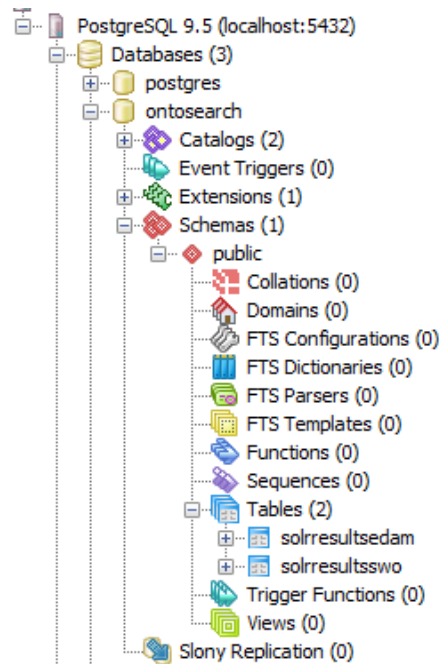 PostgreSQL 9.5 (localhost:5432)
Databases (3)
postgres
ontosearch
Catalogs (2)
Event Triggers (0)
Extensions (1)
Schemas (1)
public
Collations (0)
Domains (0)
FTS Configurations (0)
FTS Dictionaries (0)
FTS Parsers (0)
FTS Templates (0)
Functions (0)
Sequences (0)
Tables (2)
solrresultsedam
solrresultsswo
Trigger Functions (0)
Views (0)
Slony Replication (0)